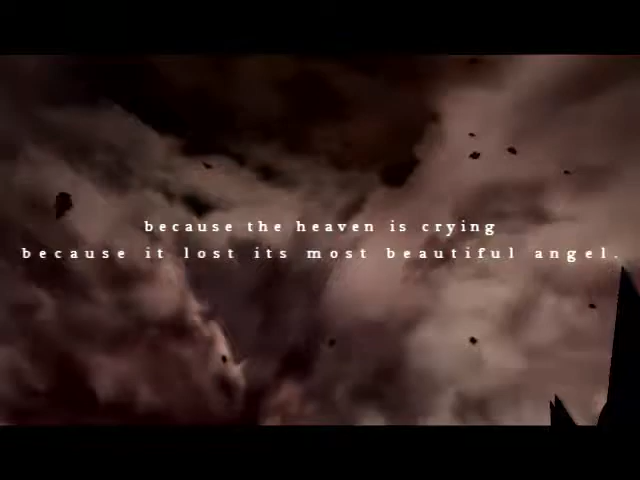 because the heaven is crying
because it lost its most beautiful angel.